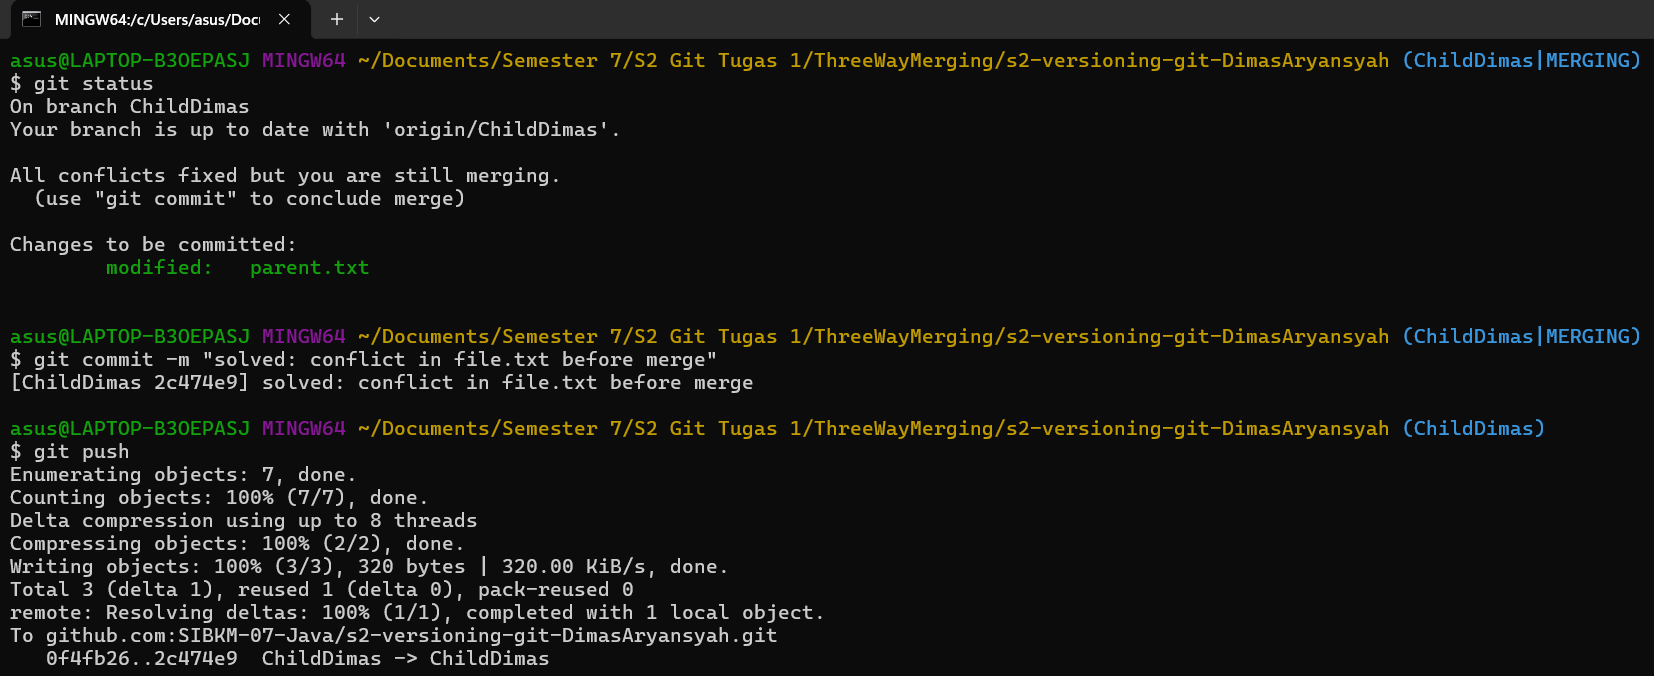 MINGW64:/c/Users/asus/Docu
asus@LAPTOP-B3OEPASJ MINGW64 ~/Documents/Semester 7/S2 Git Tugas 1/ThreeWayMerging/s2-versioning-git-DimasAryansyah (ChildDimas|MERGING)
$ git status
On branch ChildDimas
Your branch is up to date with 'origin/ChildDimas'.
All conflicts fixed but you are still merging.
  (use "git commit" to conclude merge)
Changes to be committed:
        modified:   parent.txt
asus@LAPTOP-B3OEPASJ MINGW64 ~/Documents/Semester 7/S2 Git Tugas 1/ThreeWayMerging/s2-versioning-git-DimasAryansyah (ChildDimas|MERGING)
$ git commit -m "solved: conflict in file.txt before merge"
[ChildDimas 2c474e9] solved: conflict in file.txt before merge
asus@LAPTOP-B3OEPASJ MINGW64 ~/Documents/Semester 7/S2 Git Tugas 1/ThreeWayMerging/s2-versioning-git-DimasAryansyah (ChildDimas)
$ git push
Enumerating objects: 7, done.
Counting objects: 100% (7/7), done.
Delta compression using up to 8 threads
Compressing objects: 100% (2/2), done.
Writing objects: 100% (3/3), 320 bytes | 320.00 KiB/s, done.
Total 3 (delta 1), reused 1 (delta 0), pack-reused 0
remote: Resolving deltas: 100% (1/1), completed with 1 local object.
To github.com:SIBKM-07-Java/s2-versioning-git-DimasAryansyah.git
   0f4fb26..2c474e9  ChildDimas -> ChildDimas